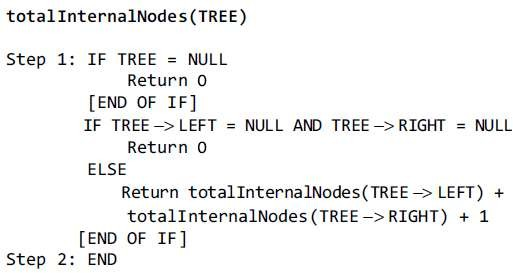 totalInternalNodes(TREE)
Step 1: IF TREE = NULL
Return 0
[END OF IF]
IF TREE—>LEFT = NULL AND TREE—>RIGHT = NULL
Return 0
ELSE
Return totalInternalNodes(TREE—>LEFT) +
totalInternalNodes(TREE—>RIGHT) + 1
[END OF IF]
Step 2: END